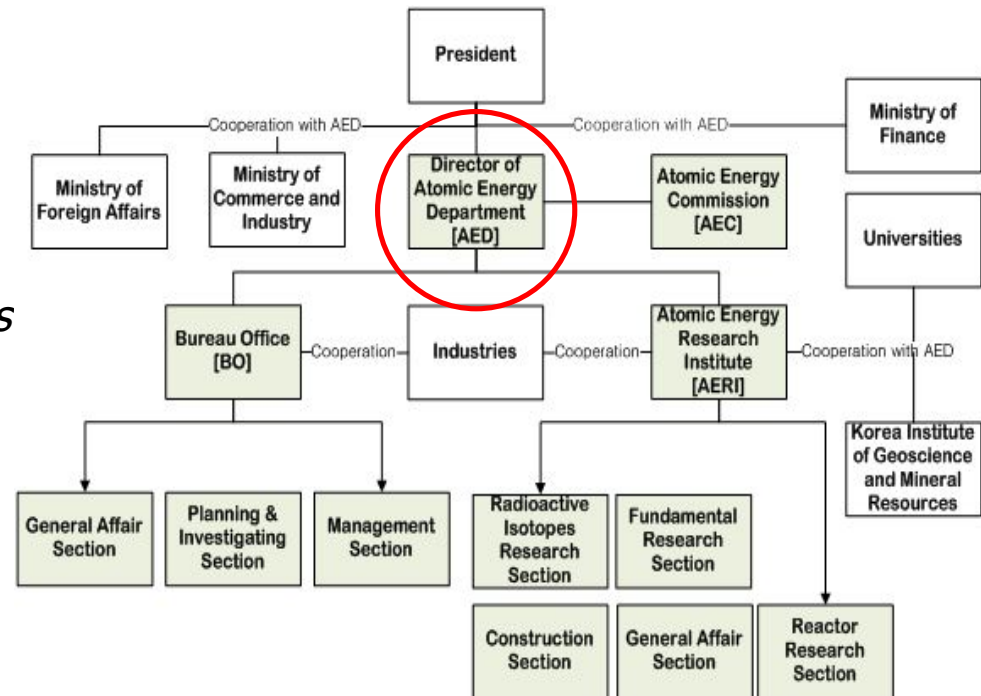 President
Cooperation with AED
Cooperation with AED
Ministry of
Finance
Ministry of
Foreign Affairs
Ministry of
Commerce and
Industry
Director of
Atomic Energy
Department
[AED]
Atomic Energy
Commission
[AEC]
Universities
s
Bureau Office
[BO]
Cooperation
Industries
Cooperation
Atomic Energy
Research
Institute
[AERI]
Cooperation with AED
Korea Institute
of Geoscience
and Mineral
Resources
General Affair
Section
Planning &
Investigating
Section
Management
Section
Radioactive
Isotopes
Research
Section
Fundamental
Research
Section
Construction
Section
General Affair
Section
Reactor
Research
Section